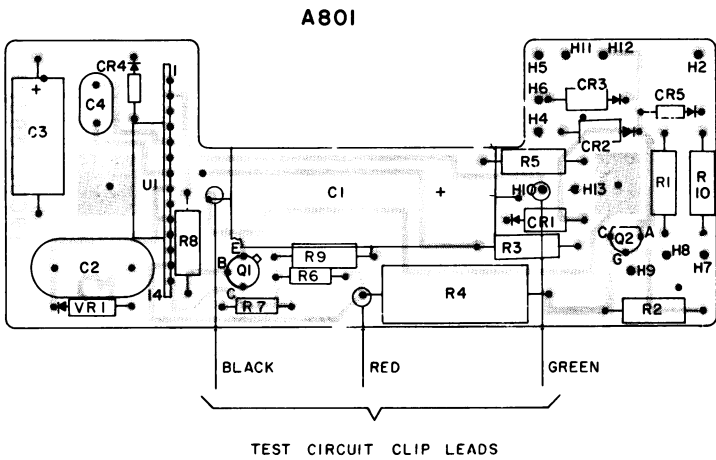 A801
CR4 1
H5 H11 H12 H2
+ C4 H6 CR3 CR5
C3 H4 CR2
U1 C1 + R5 R1 R10
H10 H13
CR1
R8 E R9 R3 C Q2 A
B Q1 G H8 H7
C2 R6 H9
14 C R4
VR1 R7 R2
BLACK RED GREEN
TEST CIRCUIT CLIP LEADS